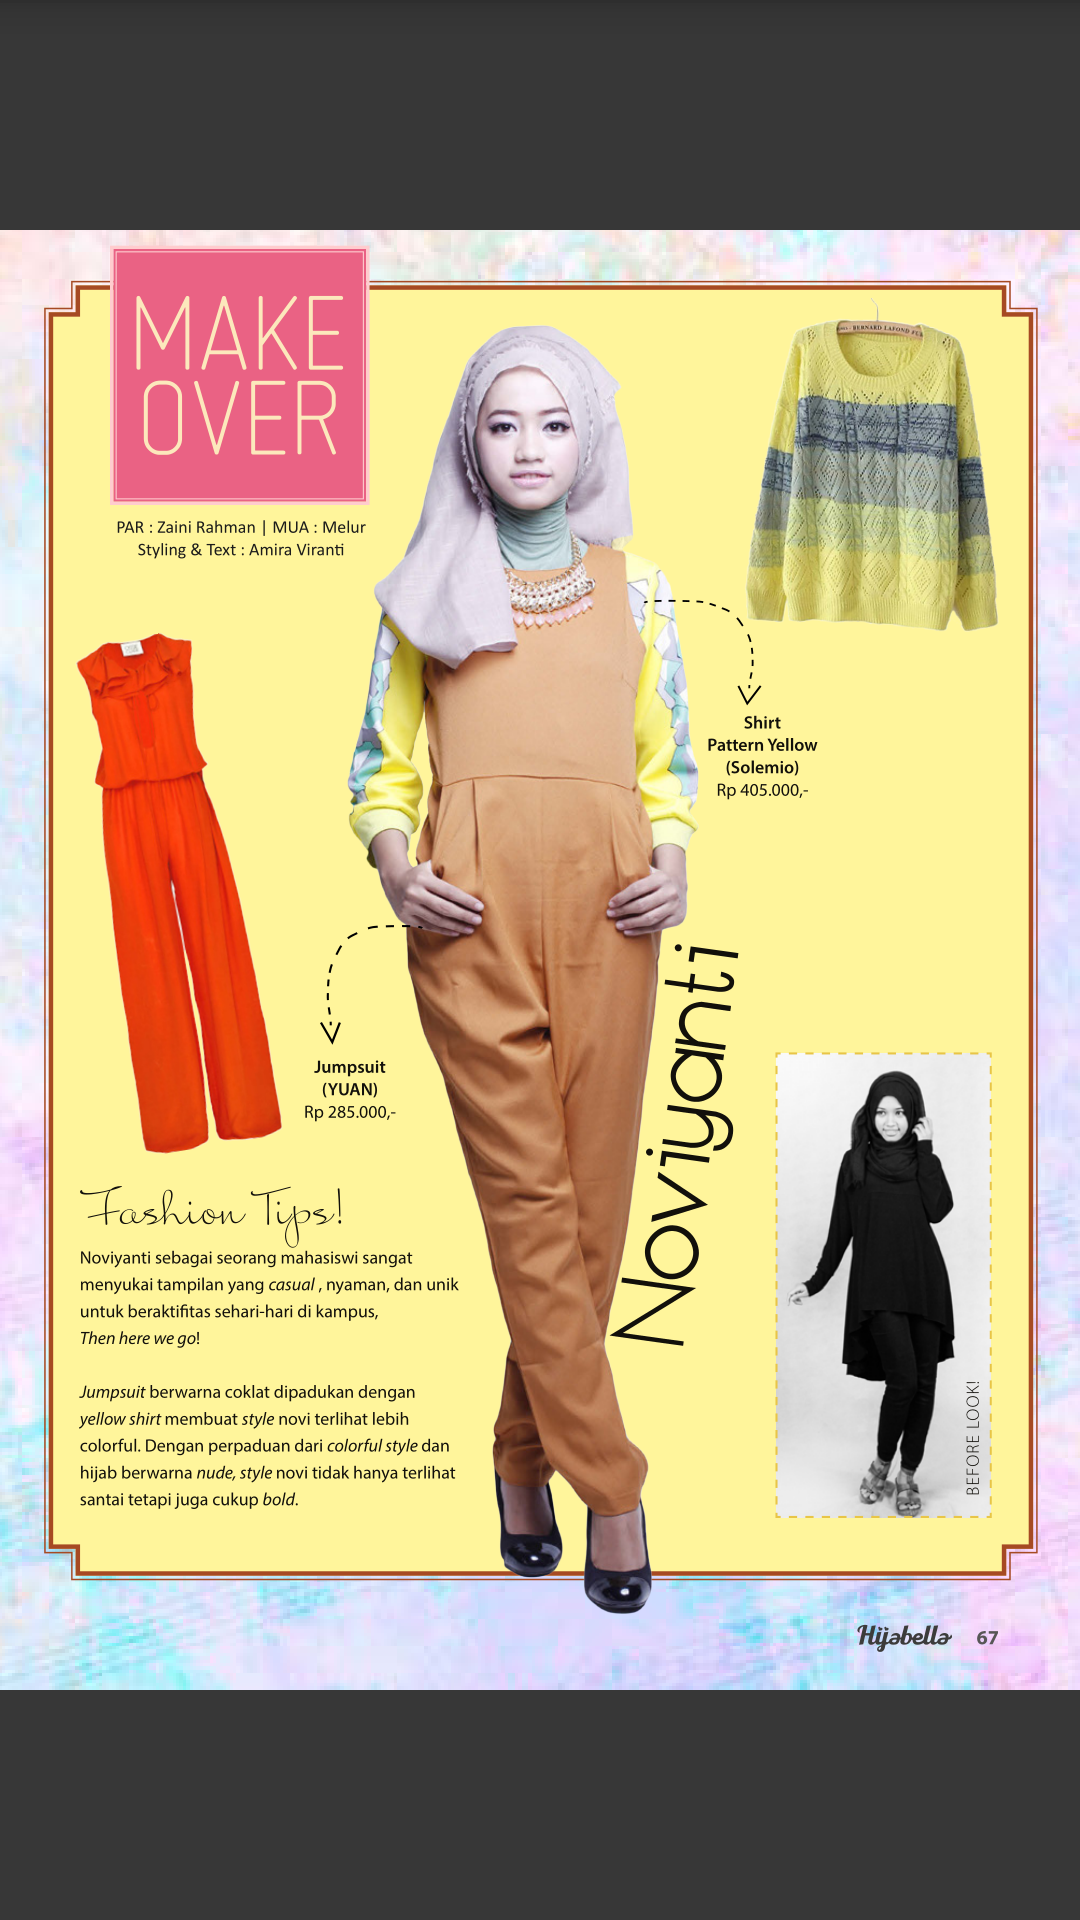 MAKE
OVER
PAR : Zaini Rahman | MUA : Melur
Styling & Text : Amira Viranti
BERNARD LAFOND
Shirt
Pattern Yellow
(Solemio)
Rp 405.000,-
Jumpsuit
(YUAN)
Rp 285.000,-
Noviyanti
Fashion Tips!
Noviyanti sebagai seorang mahasiswi sangat
menyukai tampilan yang casual , nyaman, dan unik
untuk beraktifitas sehari-hari di kampus,
Then here we go!
Jumpsuit berwarna coklat dipadukan dengan
yellow shirt membuat style novi terlihat lebih
colorful. Dengan perpaduan dari colorful style dan
hijab berwarna nude, style novi tidak hanya terlihat
santai tetapi juga cukup bold.
BEFORE LOOK!
Hijabella 67